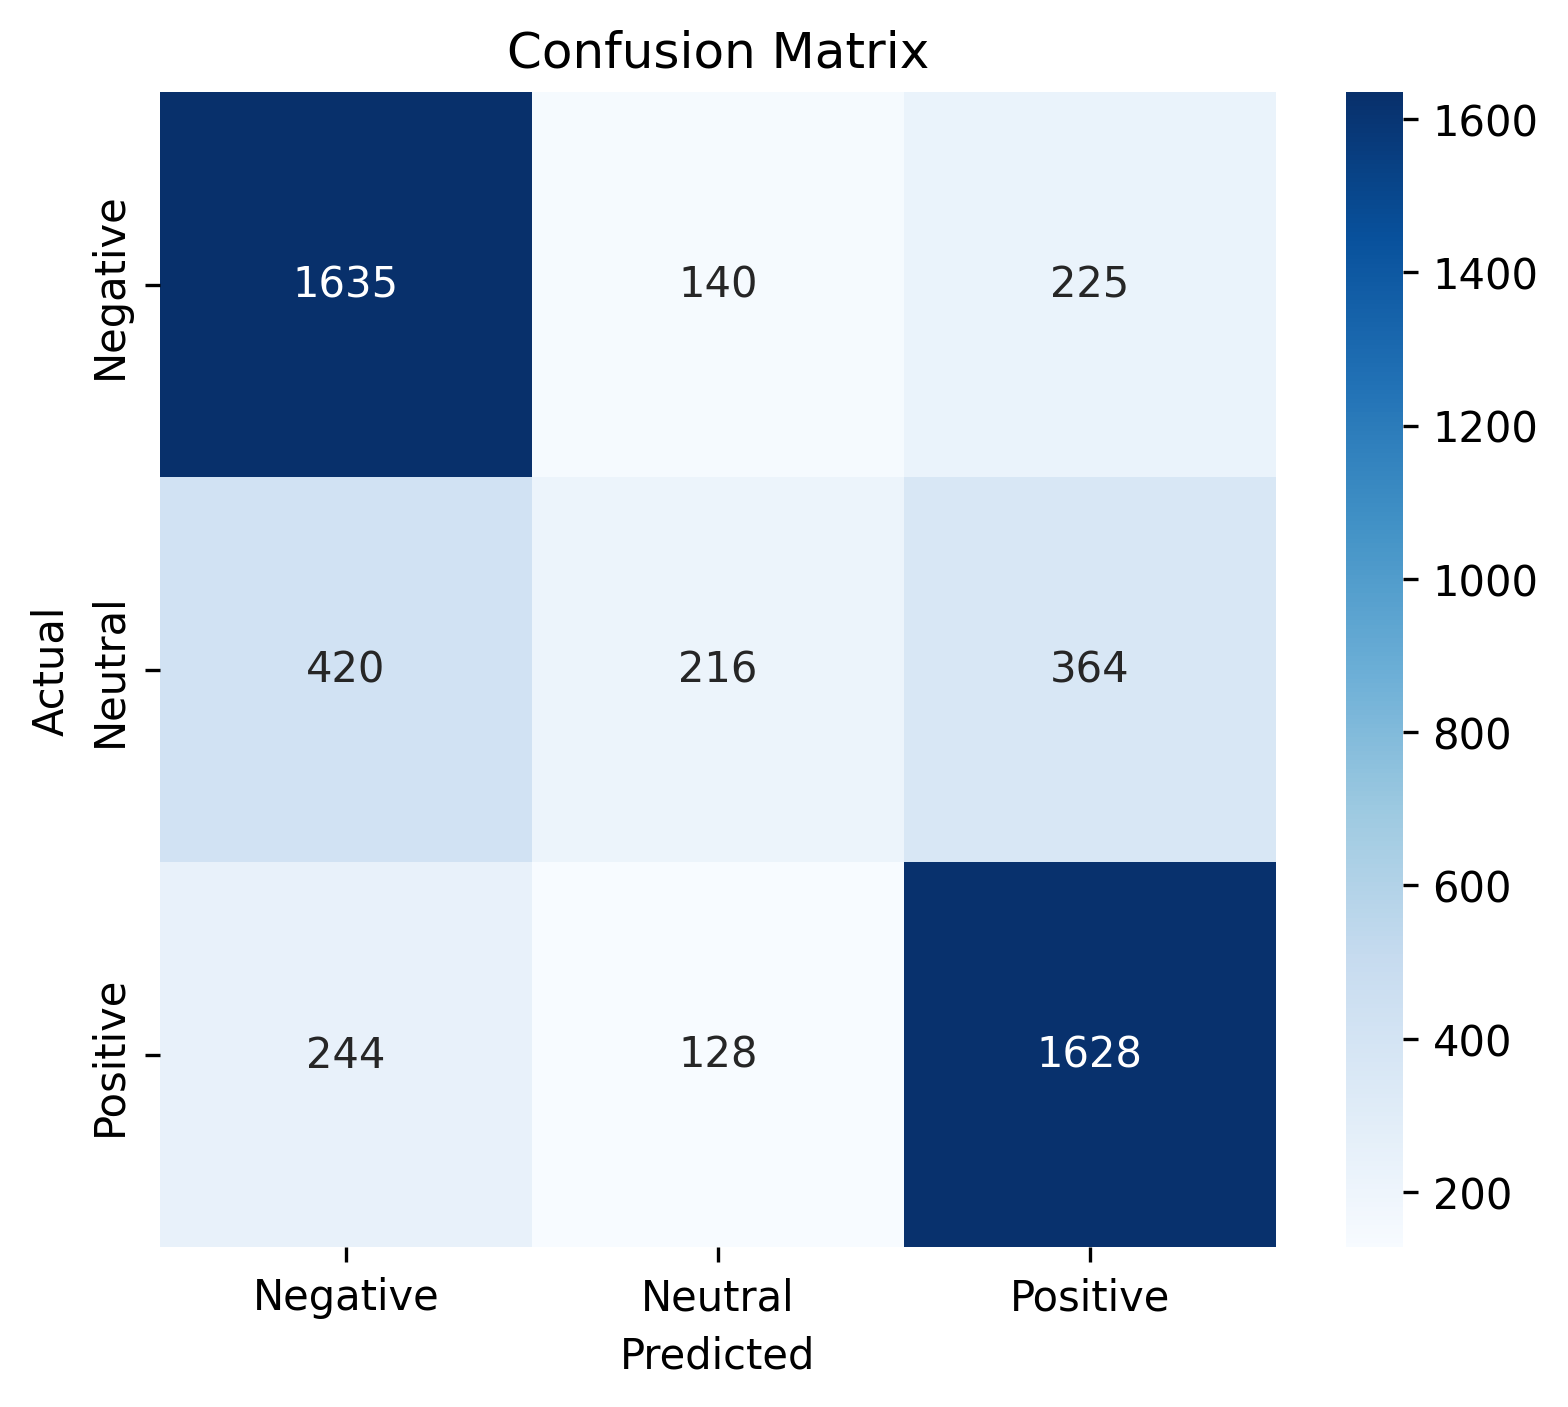 Confusion Matrix
Actual
Negative
1635 140 225
Neutral
420 216 364
Positive
244 128 1628
Negative Neutral Positive
Predicted
1600
1400
1200
1000
800
600
400
200